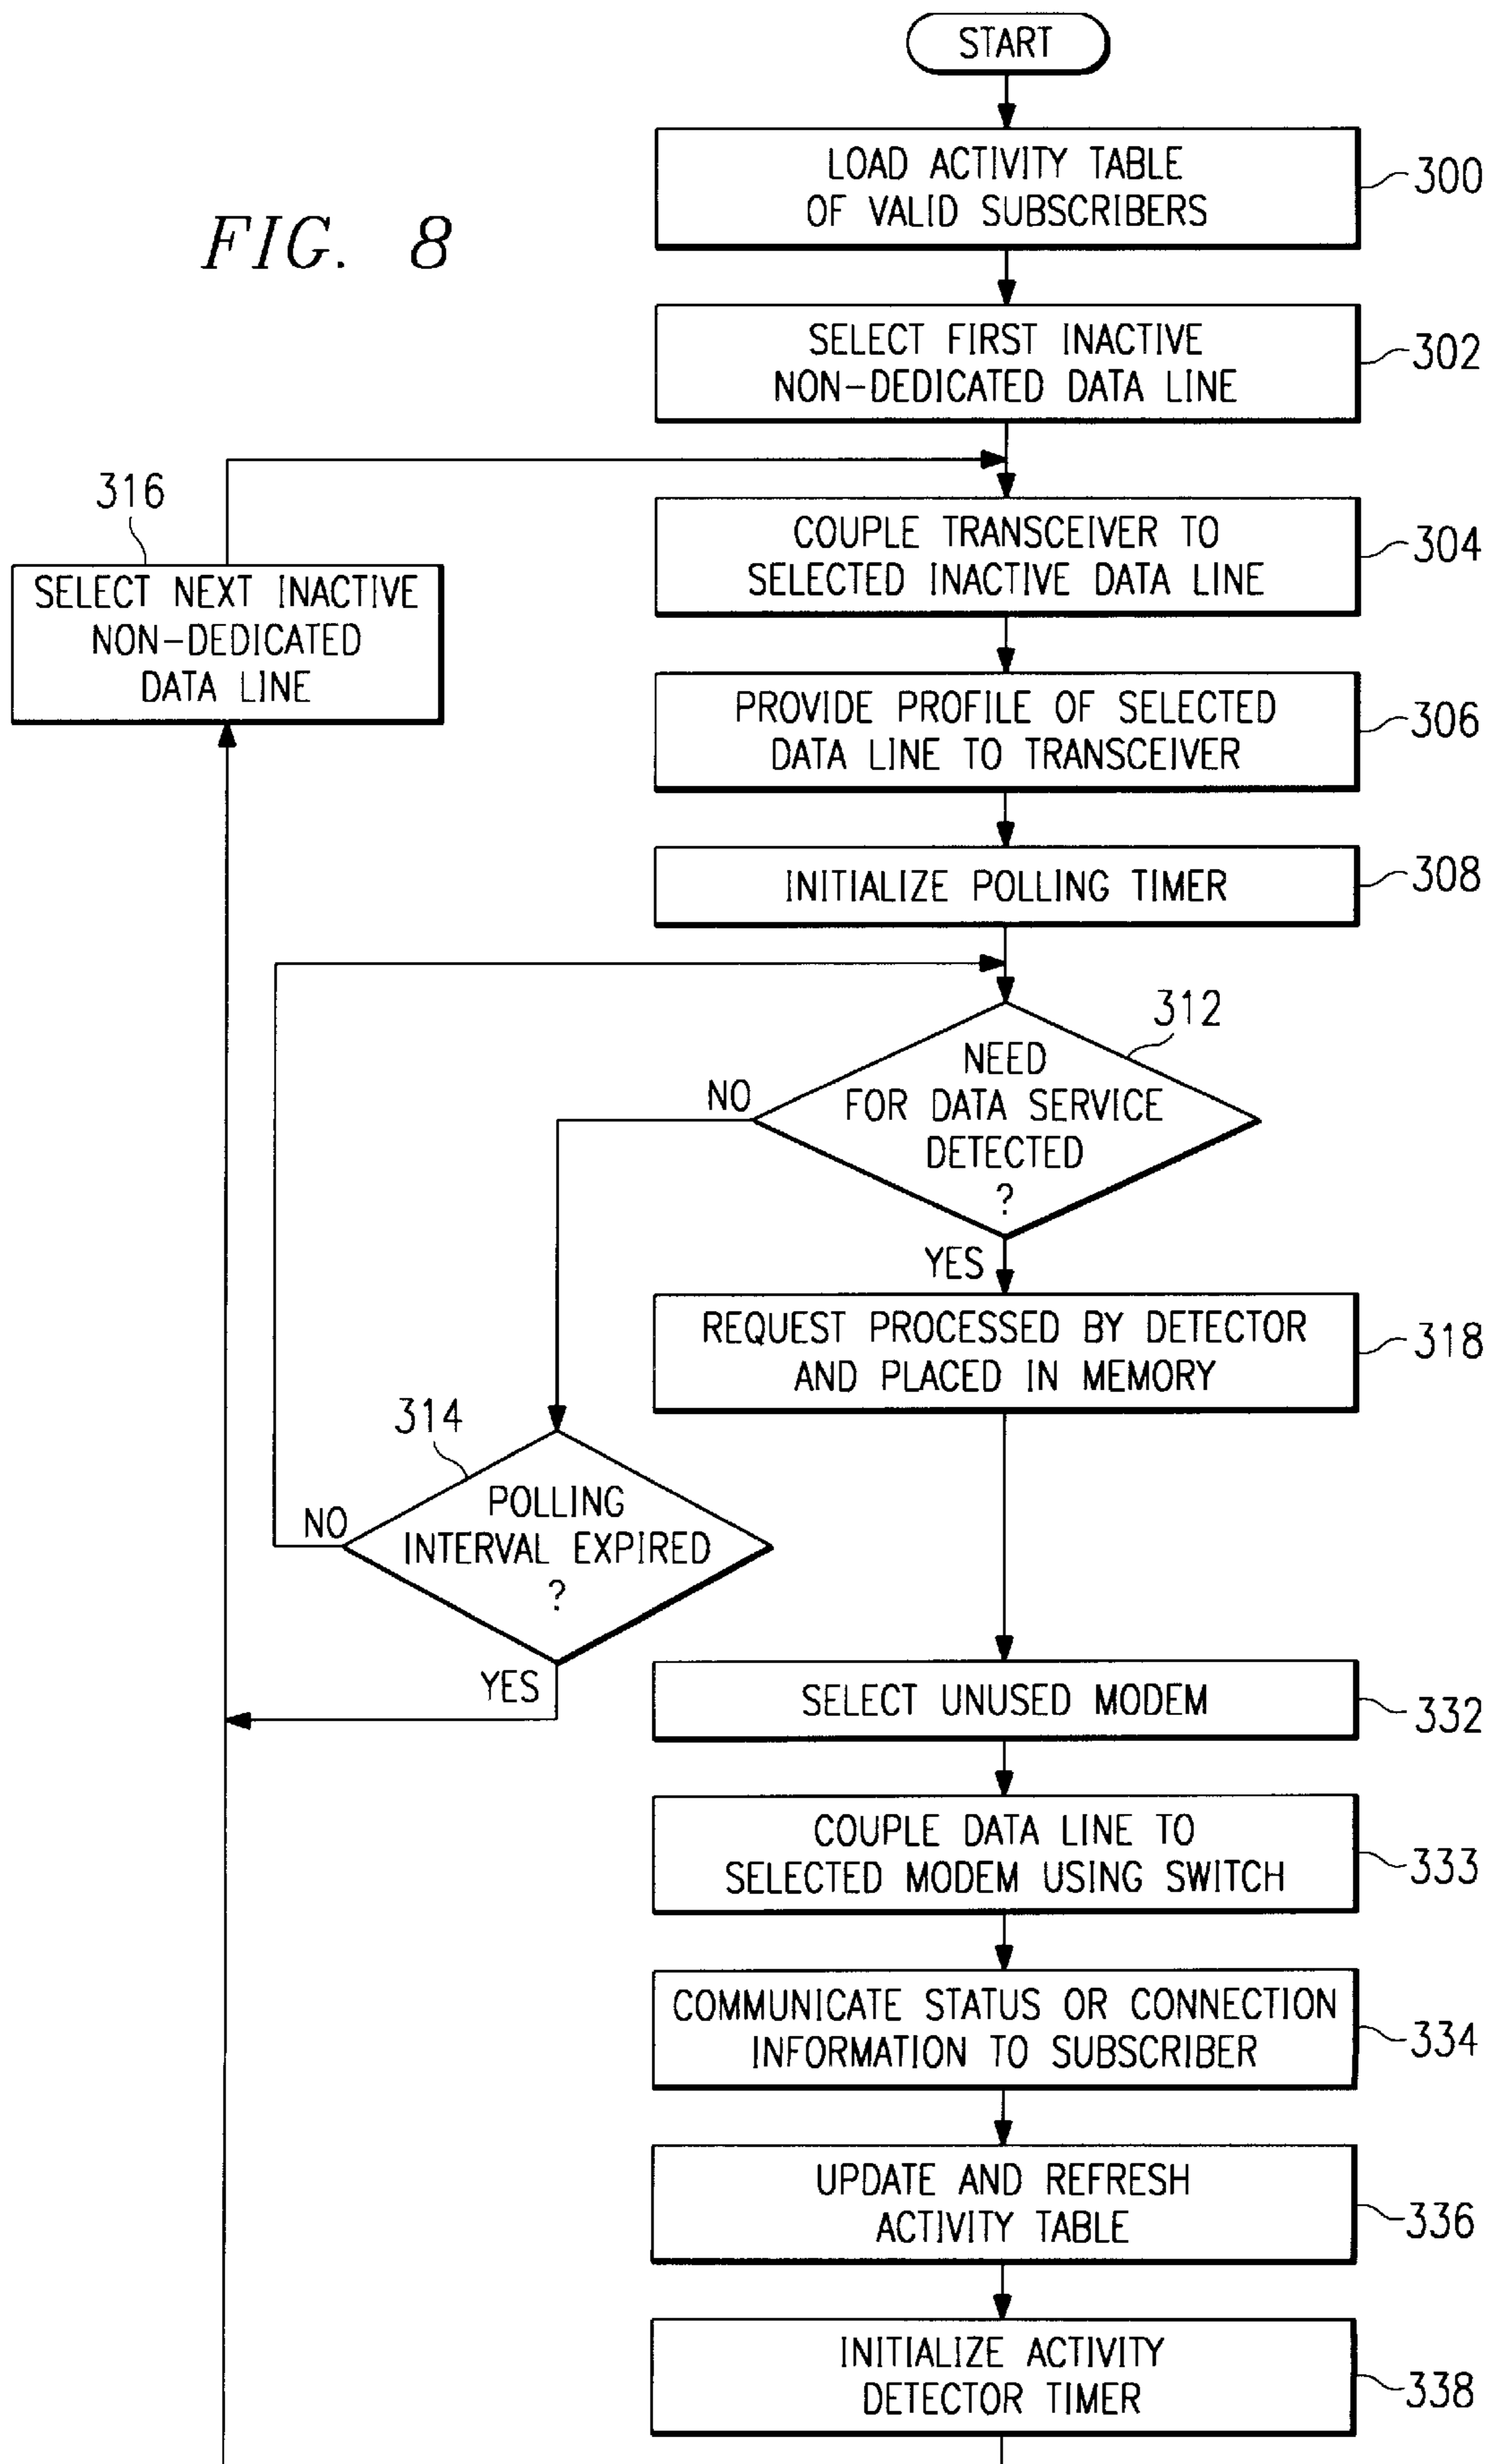 START
LOAD ACTIVITY TABLE
OF VALID SUBSCRIBERS
300
FIG. 8
SELECT FIRST INACTIVE
NON-DEDICATED DATA LINE
302
316
SELECT NEXT INACTIVE
NON-DEDICATED
DATA LINE
COUPLE TRANSCEIVER TO
SELECTED INACTIVE DATA LINE
304
PROVIDE PROFILE OF SELECTED
DATA LINE TO TRANSCEIVER
306
INITIALIZE POLLING TIMER
308
312
NEED
FOR DATA SERVICE
DETECTED
?
NO
YES
REQUEST PROCESSED BY DETECTOR
AND PLACED IN MEMORY
318
314
POLLING
INTERVAL EXPIRED
?
NO
YES
SELECT UNUSED MODEM
332
COUPLE DATA LINE TO
SELECTED MODEM USING SWITCH
333
COMMUNICATE STATUS OR CONNECTION
INFORMATION TO SUBSCRIBER
334
UPDATE AND REFRESH
ACTIVITY TABLE
336
INITIALIZE ACTIVITY
DETECTOR TIMER
338